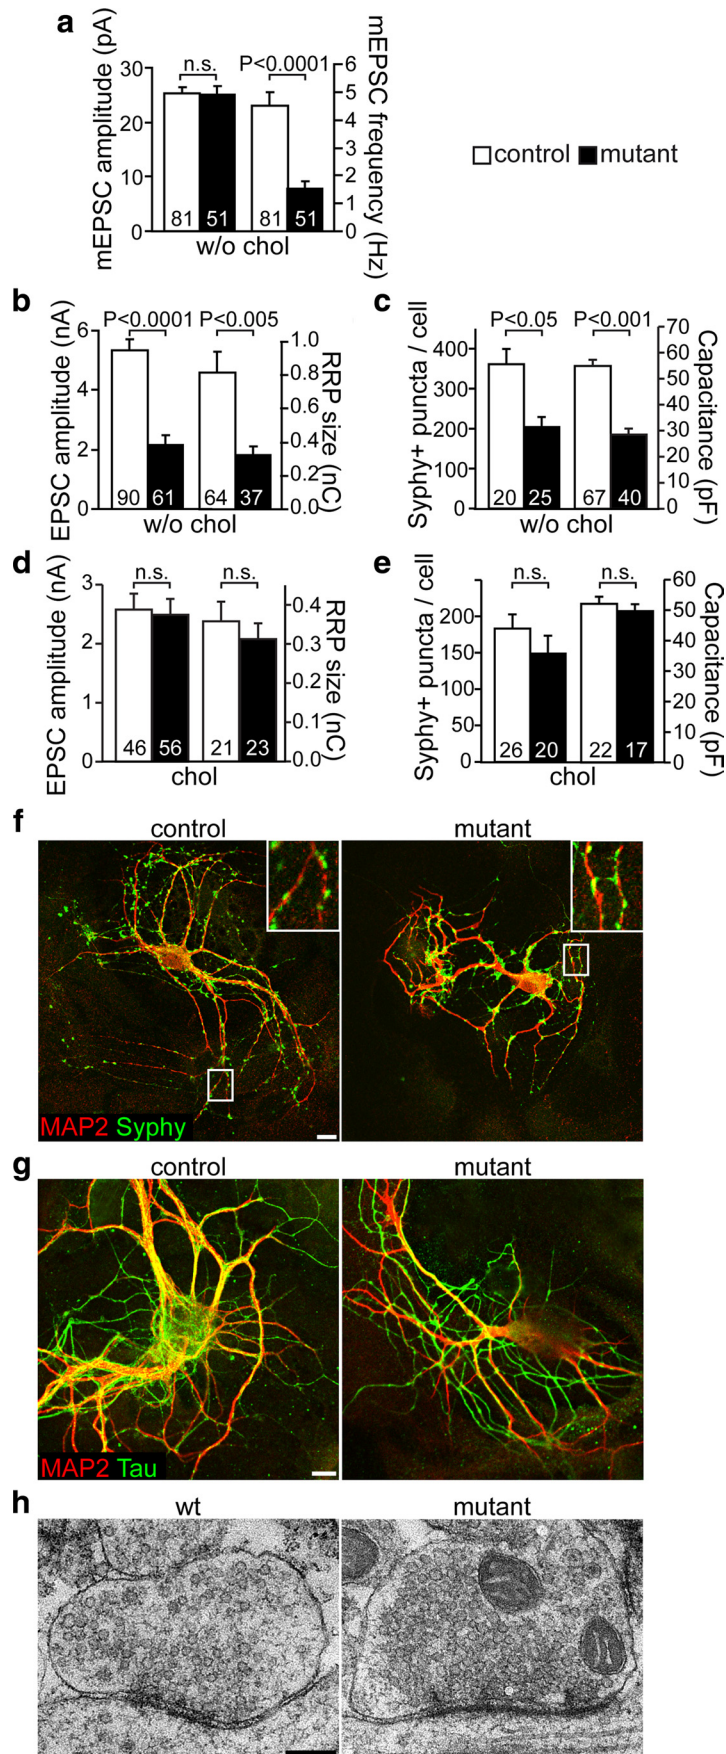 a
mEPSC amplitude (pA)
30
20
10
0
n.s.
P<0.0001
81 51 81 51
w/o chol
6
5
4
3
2
1
0
mEPSC frequency (Hz)
control mutant
b
EPSC amplitude (nA)
6
4
2
0
P<0.0001 P<0.005
90 61 64 37
w/o chol
1.0
0.8
0.6
0.4
0.2
0.0
RRP size (nC)
c
Syphy+ puncta / cell
400
300
200
100
0
P<0.05 P<0.001
20 25 67 40
w/o chol
70
60
50
40
30
20
10
0
Capacitance (pF)
d
EPSC amplitude (nA)
3
2
1
0
n.s. n.s.
46 56 21 23
chol
0.4
0.3
0.2
0.1
0.0
RRP size (nC)
e
Syphy+ puncta / cell
200
150
100
50
0
n.s. n.s.
26 20 22 17
chol
60
50
40
30
20
10
0
Capacitance (pF)
f
control mutant
MAP2 Syphy
g
control mutant
MAP2 Tau
h
wt mutant